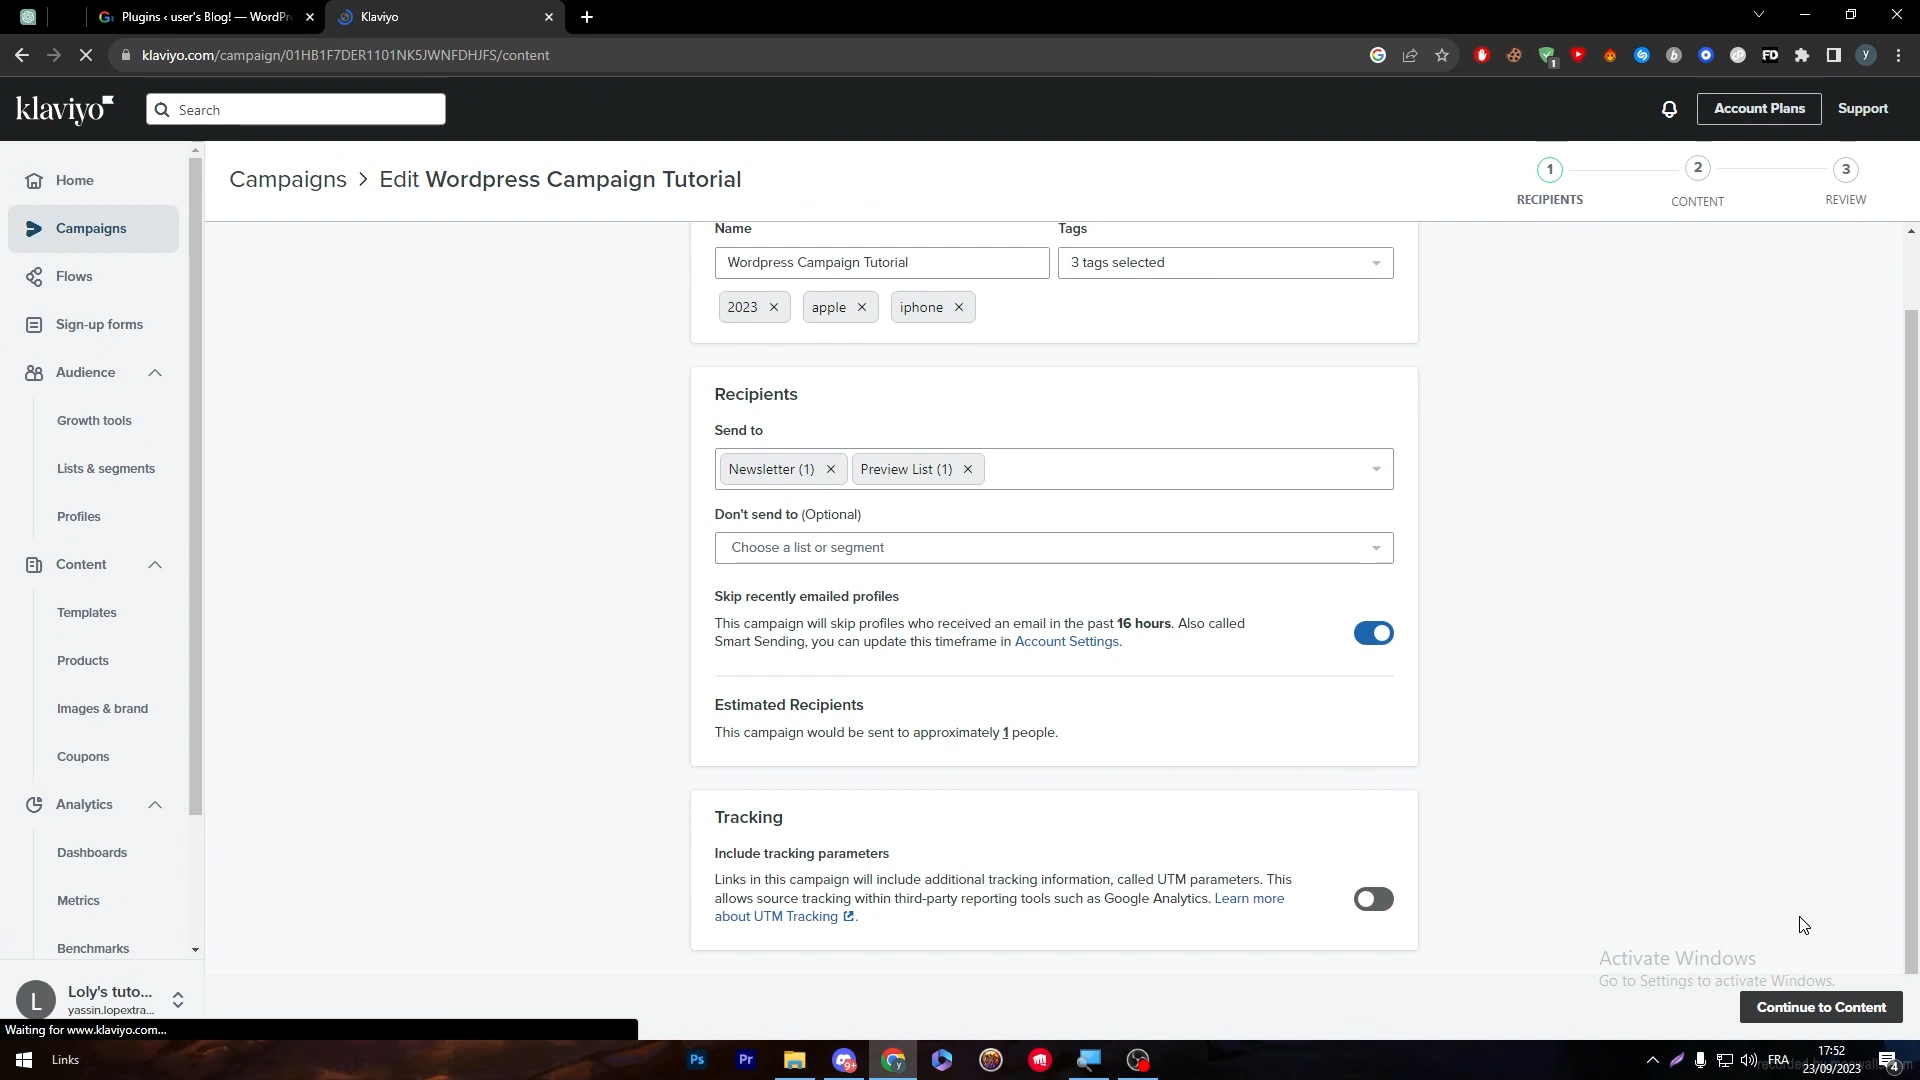 Plugins ‹ user's Blog! — WordPr
Klaviyo
klaviyo.com/campaign/01HB1F7DER1101NK5JWNFDHJFS/content
klaviyo
Search
Account Plans
Support
Home
Campaigns
Flows
Sign-up forms
Audience
Growth tools
Lists & segments
Profiles
Content
Templates
Products
Images & brand
Coupons
Analytics
Dashboards
Metrics
Benchmarks
L
Loly's tuto...
yassin.lopextra...
Campaigns > Edit Wordpress Campaign Tutorial
1
RECIPIENTS
2
CONTENT
3
REVIEW
Name
Tags
Wordpress Campaign Tutorial
3 tags selected
2023
apple
iphone
Recipients
Send to
Newsletter (1)
Preview List (1)
Don't send to (Optional)
Choose a list or segment
Skip recently emailed profiles
This campaign will skip profiles who received an email in the past 16 hours. Also called
Smart Sending, you can update this timeframe in Account Settings.
Estimated Recipients
This campaign would be sent to approximately 1 people.
Tracking
Include tracking parameters
Links in this campaign will include additional tracking information, called UTM parameters. This
allows source tracking within third-party reporting tools such as Google Analytics. Learn more
about UTM Tracking.
Activate Windows
Go to Settings to activate Windows.
Continue to Content
Waiting for www.klaviyo.com...
Links
Ps
Pr
FRA
17:52
23/09/2023
4